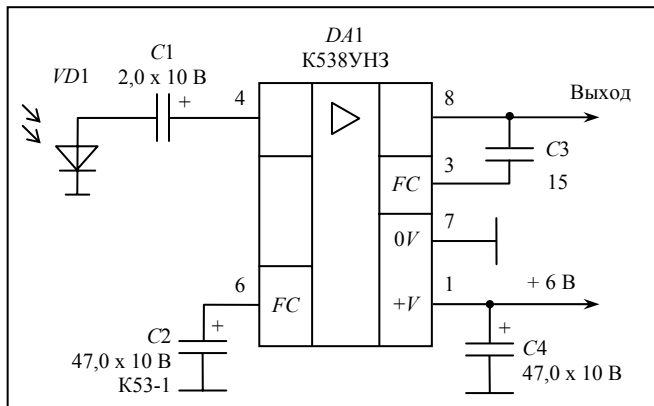 DA1
К538УН3
C1
2,0 x 10 В
+
VD1
4
8
Выход
3
C3
FC
15
7
0V
6
1
+ 6 В
FC
+V
+
C2
47,0 x 10 В
К53-1
+
C4
47,0 x 10 В